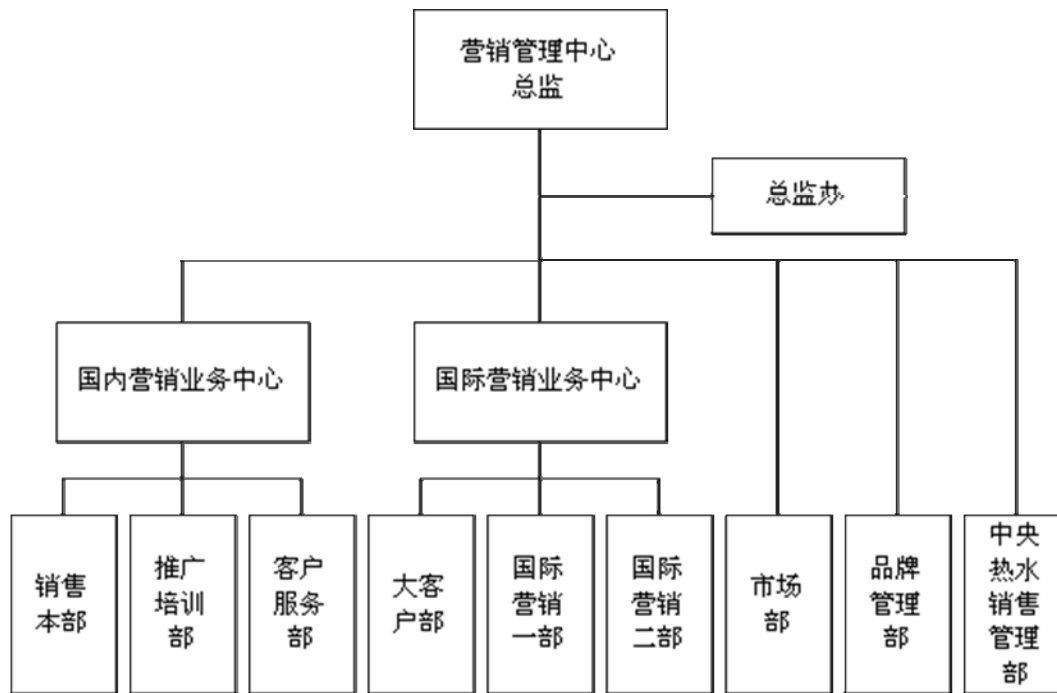 营销管理中心
总监
总监办
国内营销业务中心
国际营销业务中心
销售
本部
推广
培训
部
客户
服务
部
大客
户部
国际
营销
一部
国际
营销
二部
市场
部
品牌
管理
部
中央
热水
销售
管理
部